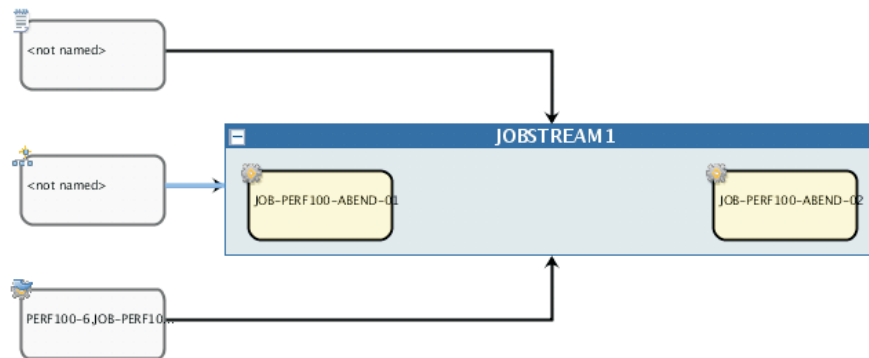 <not named>
JOBSTREAM1
JOB-PERF100-ABEND-01
JOB-PERF100-ABEND-02
<not named>
PERF100-6.JOB-PERF10...